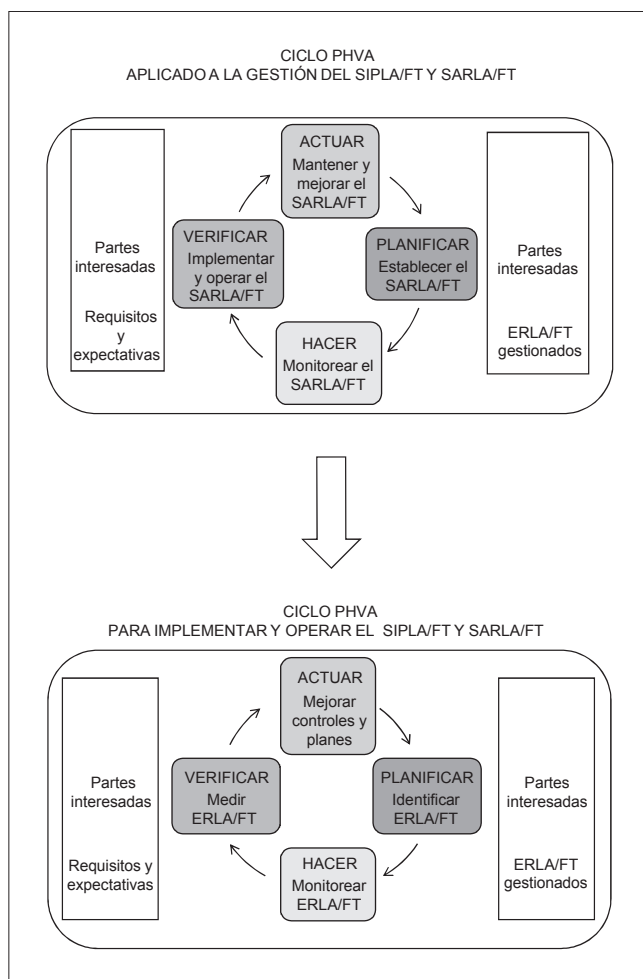 CICLO PHVA
APLICADO A LA GESTIÓN DEL SIPLA/FT Y SARLA/FT
Partes
interesadas
Requisitos
y
expectativas
ACTUAR
Mantener y
mejorar el
SARLA/FT
VERIFICAR
Implementar
y operar el
SARLA/FT
PLANIFICAR
Establecer el
SARLA/FT
HACER
Monitorear el
SARLA/FT
Partes
interesadas
ERLA/FT
gestionados
CICLO PHVA
PARA IMPLEMENTAR Y OPERAR EL SIPLA/FT Y SARLA/FT
Partes
interesadas
Requisitos y
expectativas
ACTUAR
Mejorar
controles y
planes
VERIFICAR
Medir
ERLA/FT
PLANIFICAR
Identificar
ERLA/FT
HACER
Monitorear
ERLA/FT
Partes
interesadas
ERLA/FT
gestionados